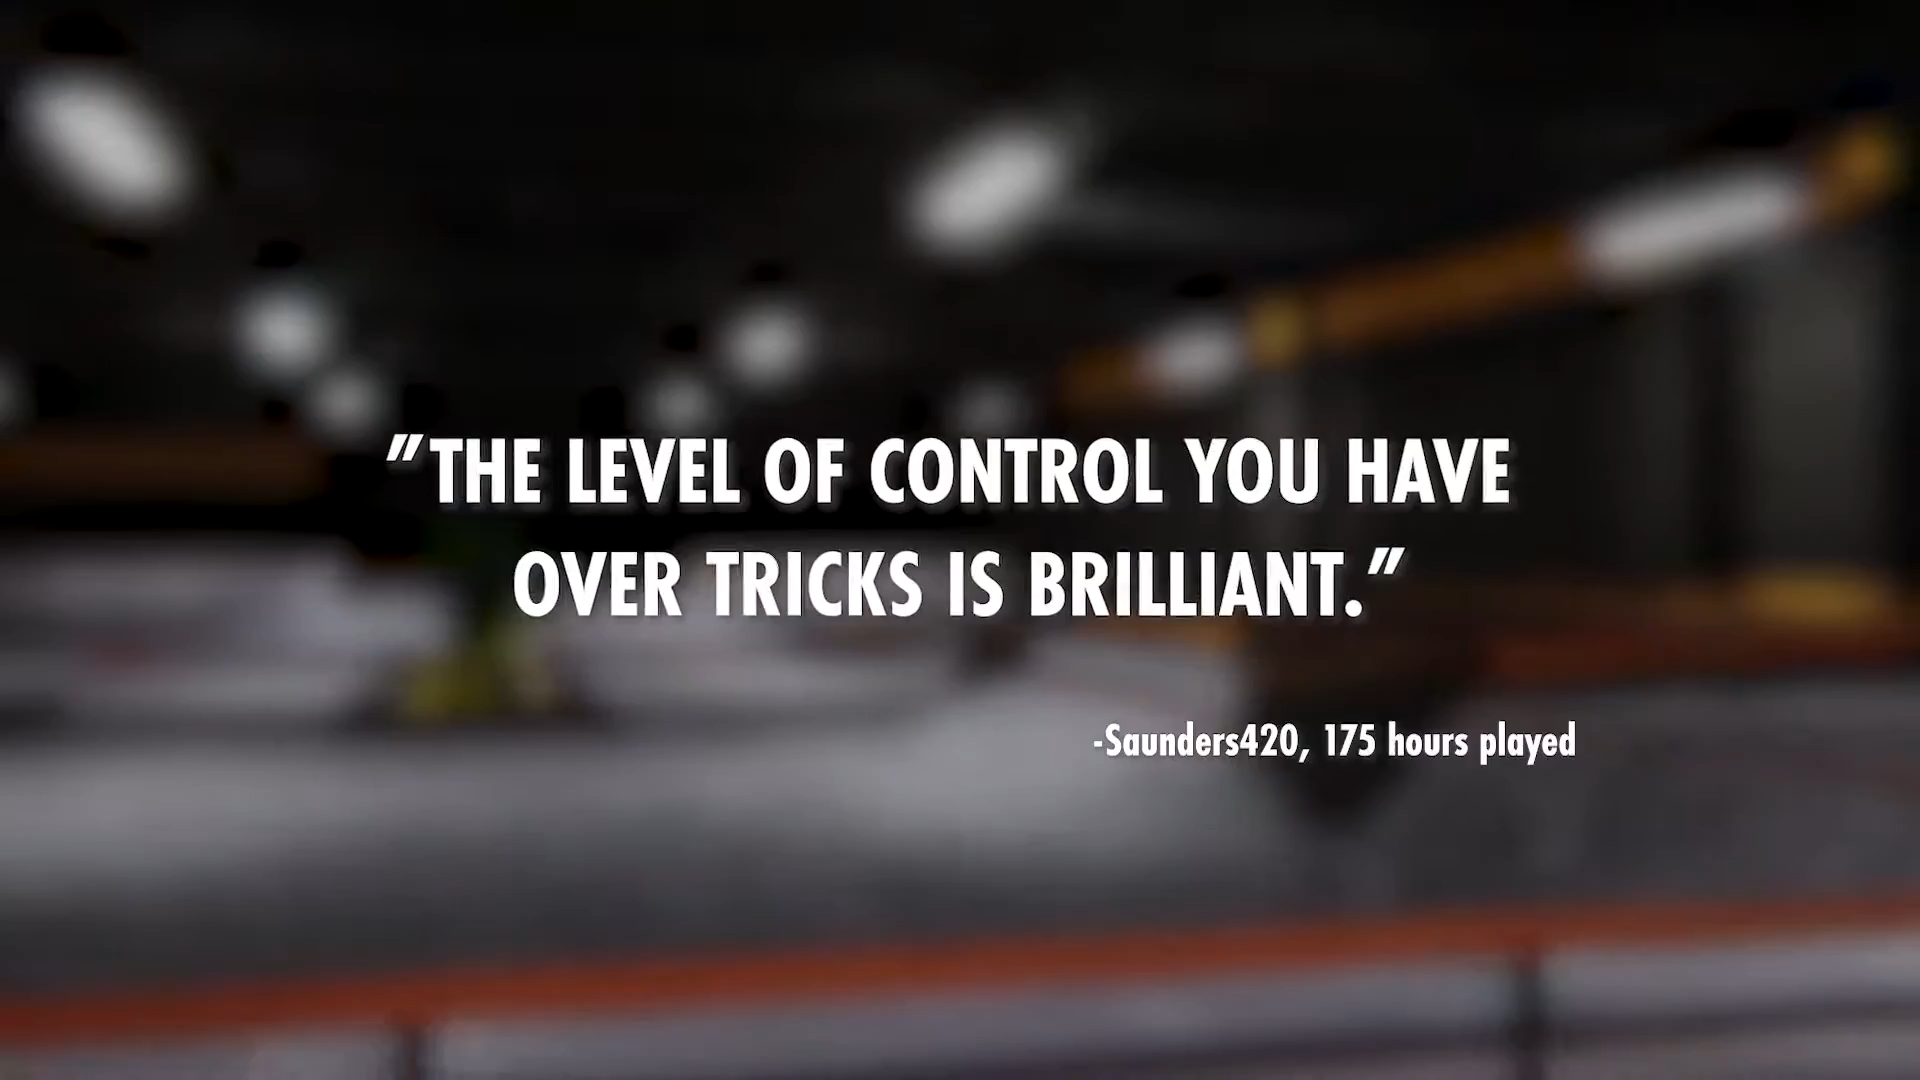 "THE LEVEL OF CONTROL YOU HAVE
OVER TRICKS IS BRILLIANT."
-Saunders420, 175 hours played